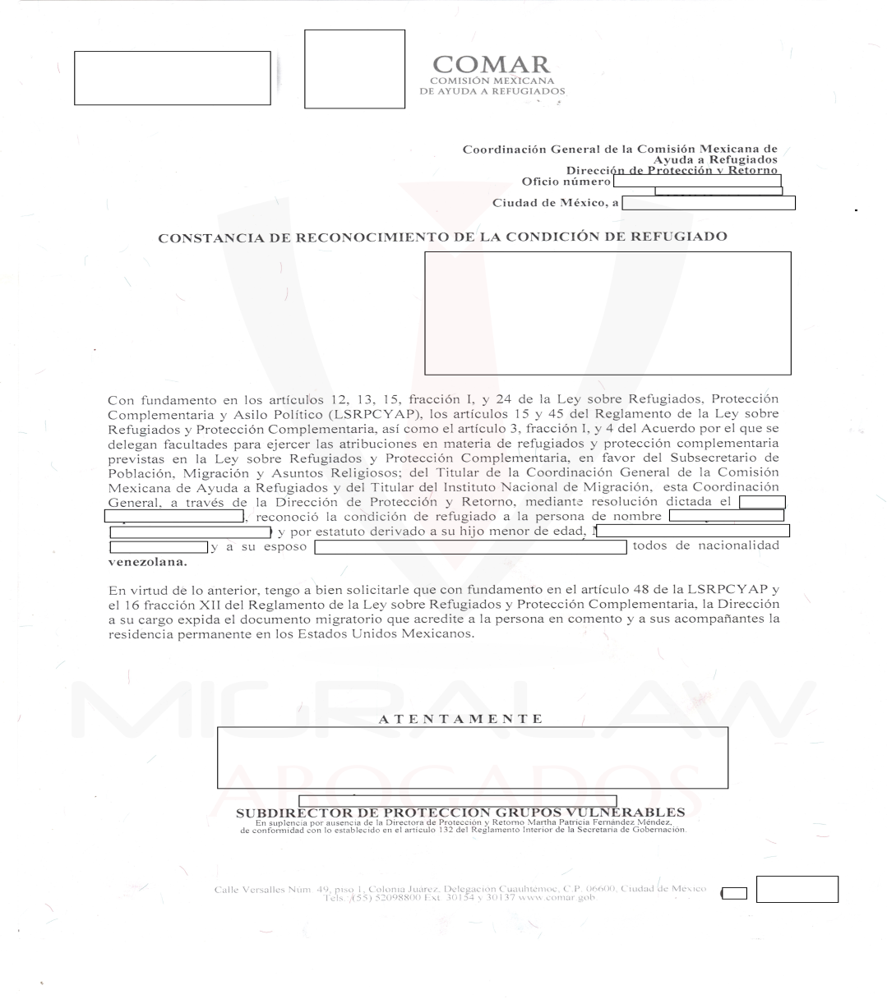 COMAR
COMISIÓN MEXICANA
DE AYUDA A REFUGIADOS
Coordinación General de la Comisión Mexicana de
Ayuda a Refugiados
Dirección de Protección y Retorno
Oficio número
Ciudad de México, a
CONSTANCIA DE RECONOCIMIENTO DE LA CONDICIÓN DE REFUGIADO
Con fundamento en los artículos 12, 13, 15, fracción I, y 24 de la Ley sobre Refugiados, Protección
Complementaria y Asilo Político (LSRPCYAP), los artículos 15 y 45 del Reglamento de la Ley sobre
Refugiados y Protección Complementaria, así como el artículo 3, fracción I, y 4 del Acuerdo por el que se
delegan facultades para ejercer las atribuciones en materia de refugiados y protección complementaria
previstas en la Ley sobre Refugiados y Protección Complementaria, en favor del Subsecretario de
Población, Migración y Asuntos Religiosos; del Titular de la Coordinación General de la Comisión
Mexicana de Ayuda a Refugiados y del Titular del Instituto Nacional de Migración, esta Coordinación
General, a través de la Dirección de Protección y Retorno, mediante resolución dictada el
, reconoció la condición de refugiado a la persona de nombre
y por estatuto derivado a su hijo menor de edad,
y a su esposo todos de nacionalidad
venezolana.
En virtud de lo anterior, tengo a bien solicitarle que con fundamento en el artículo 48 de la LSRPCYAP y
el 16 fracción XII del Reglamento de la Ley sobre Refugiados y Protección Complementaria, la Dirección
a su cargo expida el documento migratorio que acredite a la persona en comento y a sus acompañantes la
residencia permanente en los Estados Unidos Mexicanos.
MIGRALAW
ATENTAMENTE
ABOGADOS
SUBDIRECTOR DE PROTECCION GRUPOS VULNERABLES
En suplencia por ausencia de la Directora de Protección y Retorno Martha Patricia Fernández Méndez,
de conformidad con lo establecido en el artículo 132 del Reglamento Interior de la Secretaría de Gobernación.
Calle Versalles Núm. 49, piso 1, Colonia Juárez, Delegación Cuauhtémoc, C.P. 06600, Ciudad de México
Tels.:(55) 52098800 Ext. 30154 y 30137 www.comar.gob.